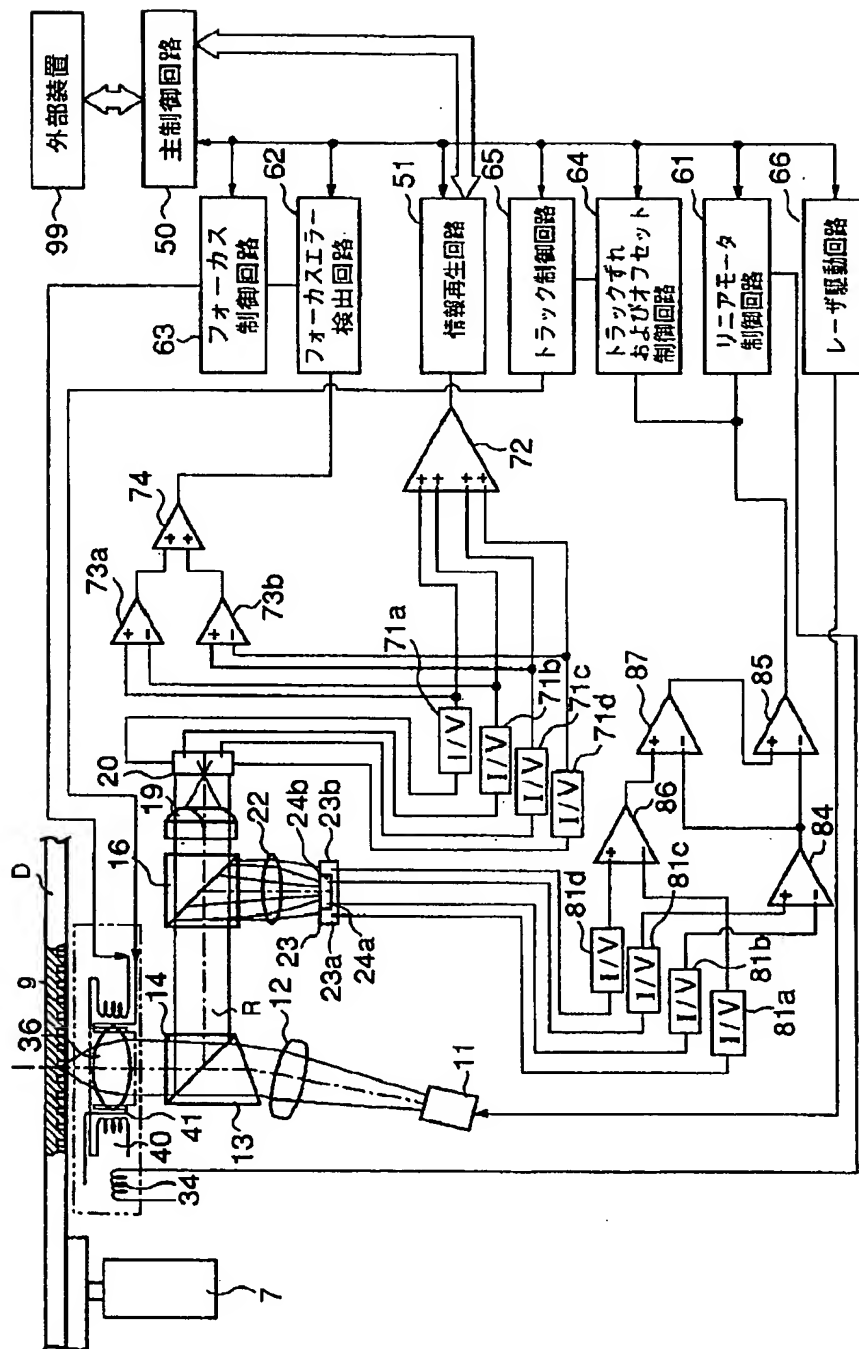 外部装置
99
主制御回路
50
フォーカス
制御回路
63
フォーカスエラー
検出回路
62
情報再生回路
51
トラック制御回路
65
トラックずれ
およびオフセット
制御回路
64
リニアモータ
制御回路
61
レーザ駆動回路
66
74
73a
+
-
73b
+
-
+
+
72
+
+
+
+
71a
I/V
71b
I/V
71c
I/V
71d
I/V
87
+
-
85
+
-
86
+
84
+
-
81d
I/V
81c
I/V
81b
I/V
81a
I/V
D
9
36
I
41
40
34
7
14
13
12
11
R
16
19
20
22
24b
23b
23
23a
24a